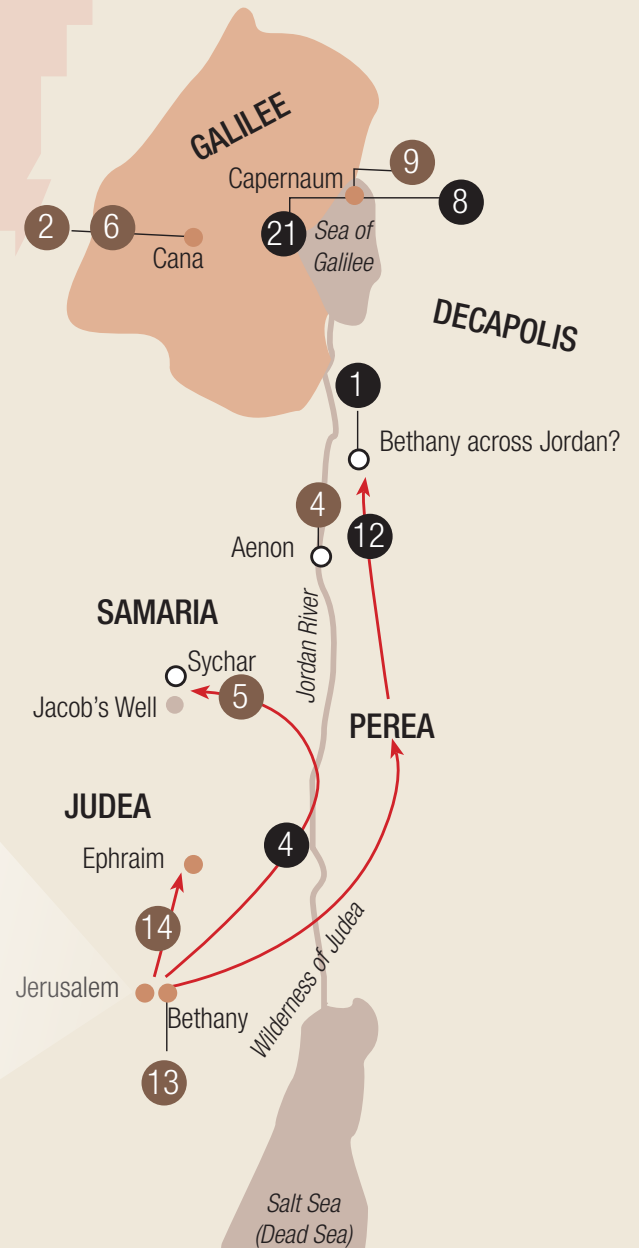 GALILEE
9
Capernaum
8
2
6
21
Sea of
Galilee
Cana
DECAPOLIS
1
Bethany across Jordan?
4
12
Aenon
SAMARIA
Jordan River
Sychar
5
Jacob's Well
PEREA
JUDEA
4
Ephraim
14
Wilderness of Judea
Jerusalem
Bethany
13
Salt Sea
(Dead Sea)